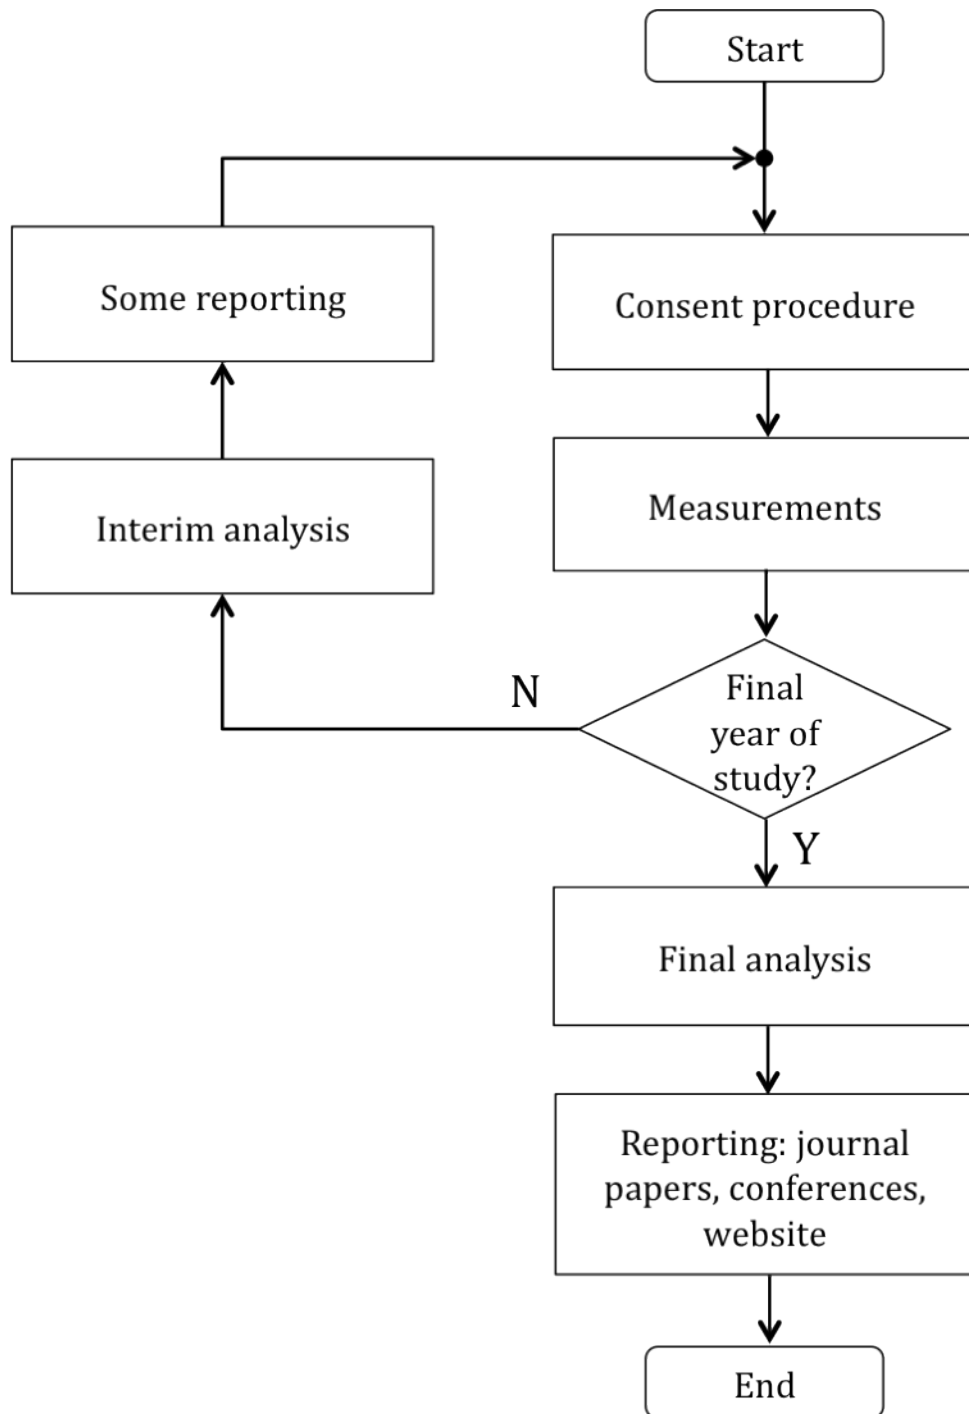 Start
Some reporting
Consent procedure
Interim analysis
Measurements
N
Final
year of
study?
Y
Final analysis
Reporting: journal
papers, conferences,
website
End